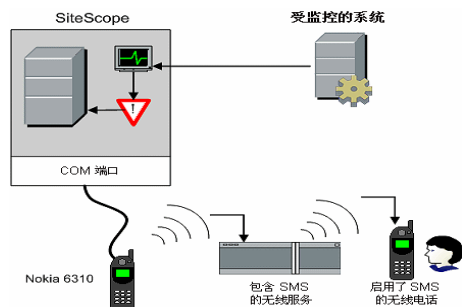 SiteScope
受监控的系统
!
COM 端口
Nokia 6310
包含 SMS
的无线服务
启用了 SMS
的无线电话